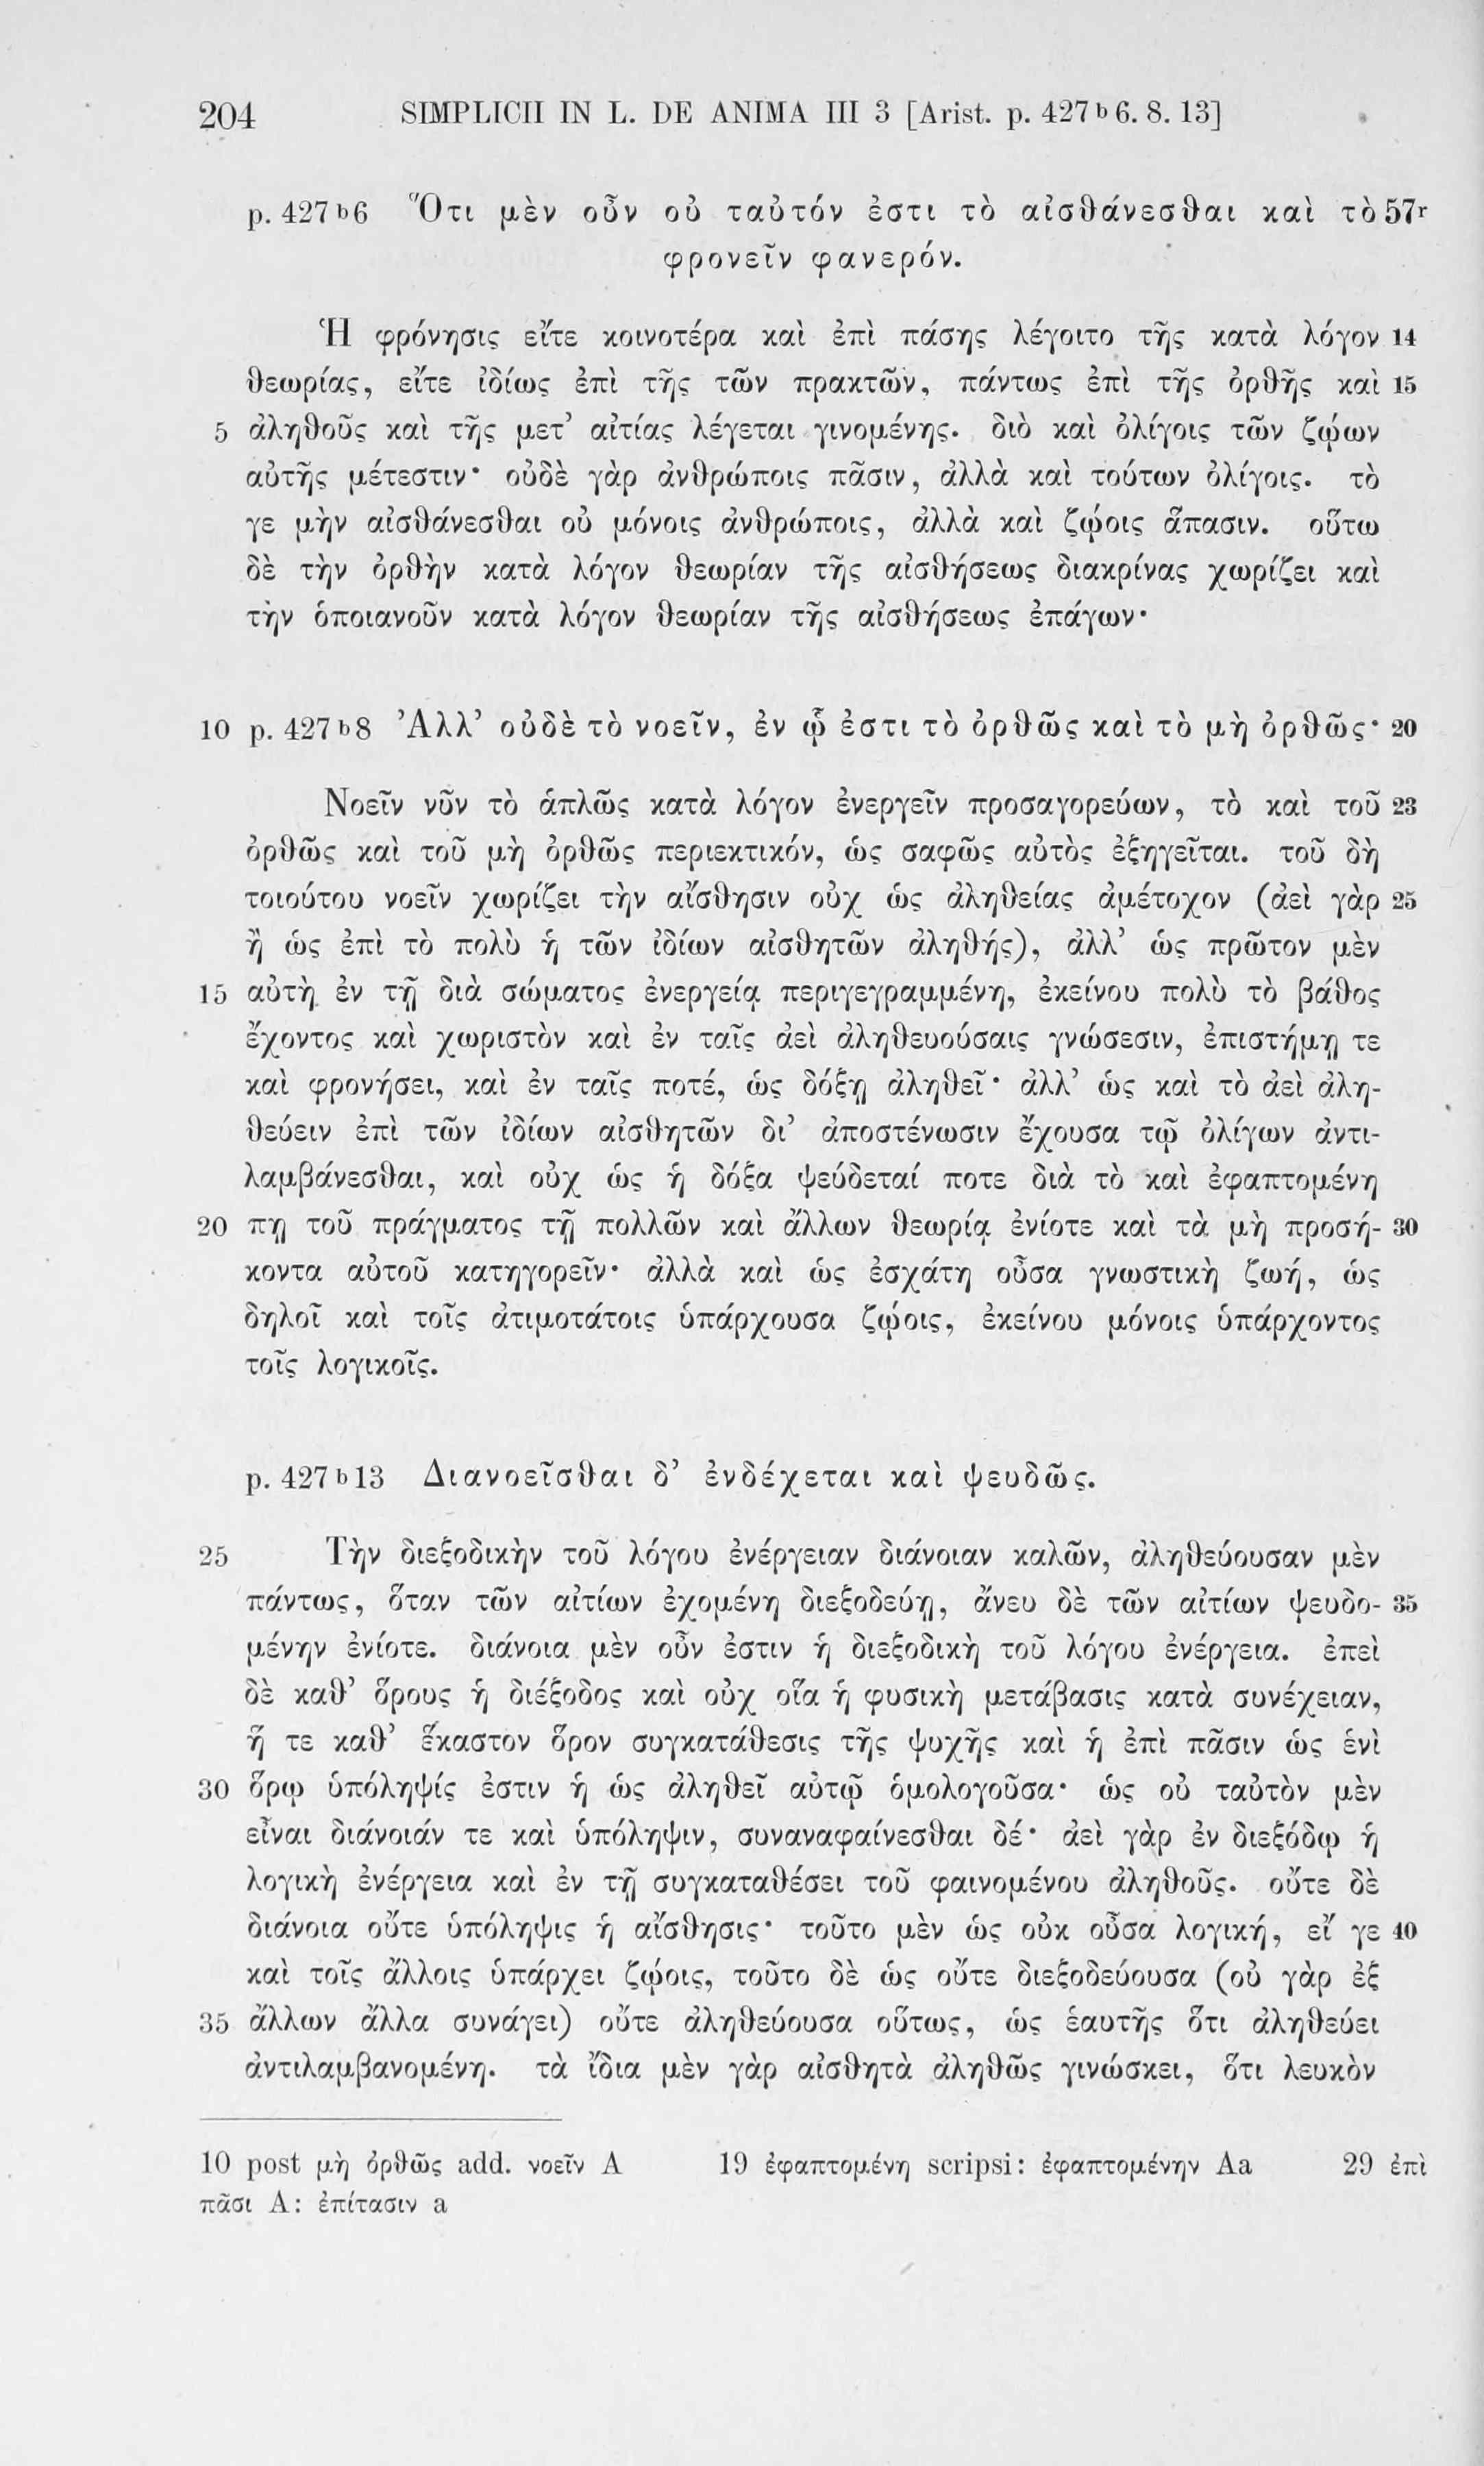 204 SIMPLICII IN L. DE ANIMA III 3 [Arist. p. 427 b 6. 8. 13]
p. 427 b 6 Ὅτι μὲν οὖν οὐ ταὐτόν ἐστι τὸ αἰσθάνεσθαι καὶ τὸ 57r
φρονεῖν φανερόν.
Ἡ φρόνησις εἴτε κοινοτέρα καὶ ἐπὶ πάσης λέγοιτο τῆς κατὰ λόγον 14
θεωρίας, εἴτε ἰδίως ἐπὶ τῆς τῶν πρακτῶν, πάντως ἐπὶ τῆς ὀρθῆς καὶ 15
5 ἀληθοῦς καὶ τῆς μετ’ αἰτίας λέγεται γινομένης. διὸ καὶ ὀλίγοις τῶν ζῴων
αὐτῆς μέτεστιν· οὐδὲ γὰρ ἀνθρώποις πᾶσιν, ἀλλὰ καὶ τούτων ὀλίγοις. τὸ
γε μὴν αἰσθάνεσθαι οὐ μόνοις ἀνθρώποις, ἀλλὰ καὶ ζῴοις ἅπασιν. οὕτω
δὲ τὴν ὀρθὴν κατὰ λόγον θεωρίαν τῆς αἰσθήσεως διακρίνας χωρίζει καὶ
τὴν ὁποιανοῦν κατὰ λόγον θεωρίαν τῆς αἰσθήσεως ἐπάγων·
10 p. 427 b 8 Ἀλλ’ οὐδὲ τὸ νοεῖν, ἐν ᾧ ἐστι τὸ ὀρθῶς καὶ τὸ μὴ ὀρθῶς· 20
Νοεῖν νῦν τὸ ἁπλῶς κατὰ λόγον ἐνεργεῖν προσαγορεύων, τὸ καὶ τοῦ 23
ὀρθῶς καὶ τοῦ μὴ ὀρθῶς περιεκτικόν, ὡς σαφῶς αὐτὸς ἐξηγεῖται. τοῦ δὴ
τοιούτου νοεῖν χωρίζει τὴν αἴσθησιν οὐχ ὡς ἀληθείας ἀμέτοχον (ἀεὶ γὰρ 25
ἢ ὡς ἐπὶ τὸ πολὺ ἡ τῶν ἰδίων αἰσθητῶν ἀληθής), ἀλλ’ ὡς πρῶτον μὲν
15 αὐτὴ ἐν τῇ διὰ σώματος ἐνεργείᾳ περιγεγραμμένη, ἐκείνου πολὺ τὸ βάθος
ἔχοντος καὶ χωριστὸν καὶ ἐν ταῖς ἀεὶ ἀληθευούσαις γνώσεσιν, ἐπιστήμῃ τε
καὶ φρονήσει, καὶ ἐν ταῖς ποτέ, ὡς δόξῃ ἀληθεῖ· ἀλλ’ ὡς καὶ τὸ ἀεὶ ἀλη-
θεύειν ἐπὶ τῶν ἰδίων αἰσθητῶν δι’ ἀποστένωσιν ἔχουσα τῷ ὀλίγων ἀντι-
λαμβάνεσθαι, καὶ οὐχ ὡς ἡ δόξα ψεύδεταί ποτε διὰ τὸ καὶ ἐφαπτομένη
20 πῃ τοῦ πράγματος τῇ πολλῶν καὶ ἄλλων θεωρίᾳ ἐνίοτε καὶ τὰ μὴ προσή- 30
κοντα αὐτοῦ κατηγορεῖν· ἀλλὰ καὶ ὡς ἐσχάτη οὖσα γνωστικὴ ζωή, ὡς
δηλοῖ καὶ τοῖς ἀτιμοτάτοις ὑπάρχουσα ζῴοις, ἐκείνου μόνοις ὑπάρχοντος
τοῖς λογικοῖς.
p. 427 b 13 Διανοεῖσθαι δ’ ἐνδέχεται καὶ ψευδῶς.
25 Τὴν διεξοδικὴν τοῦ λόγου ἐνέργειαν διάνοιαν καλῶν, ἀληθεύουσαν μὲν
πάντως, ὅταν τῶν αἰτίων ἐχομένη διεξοδεύῃ, ἄνευ δὲ τῶν αἰτίων ψευδο- 35
μένην ἐνίοτε. διάνοια μὲν οὖν ἐστιν ἡ διεξοδικὴ τοῦ λόγου ἐνέργεια. ἐπεὶ
δὲ καθ’ ὅρους ἡ διέξοδος καὶ οὐχ οἵα ἡ φυσικὴ μετάβασις κατὰ συνέχειαν,
ἥ τε καθ’ ἕκαστον ὅρον συγκατάθεσις τῆς ψυχῆς καὶ ἡ ἐπὶ πᾶσιν ὡς ἑνὶ
30 ὅρῳ ὑπόληψίς ἐστιν ἡ ὡς ἀληθεῖ αὐτῷ ὁμολογοῦσα· ὡς οὐ ταὐτὸν μὲν
εἶναι διάνοιάν τε καὶ ὑπόληψιν, συναναφαίνεσθαι δέ· ἀεὶ γὰρ ἐν διεξόδῳ ἡ
λογικὴ ἐνέργεια καὶ ἐν τῇ συγκαταθέσει τοῦ φαινομένου ἀληθοῦς. οὔτε δὲ
διάνοια οὔτε ὑπόληψις ἡ αἴσθησις· τοῦτο μὲν ὡς οὐκ οὖσα λογική, εἴ γε 40
καὶ τοῖς ἄλλοις ὑπάρχει ζῴοις, τοῦτο δὲ ὡς οὔτε διεξοδεύουσα (οὐ γὰρ ἐξ
35 ἄλλων ἄλλα συνάγει) οὔτε ἀληθεύουσα οὕτως, ὡς ἑαυτῆς ὅτι ἀληθεύει
ἀντιλαμβανομένη. τὰ ἴδια μὲν γὰρ αἰσθητὰ ἀληθῶς γινώσκει, ὅτι λευκὸν
10 post μὴ ὀρθῶς add. νοεῖν A 19 ἐφαπτομένη scripsi: ἐφαπτομένην Aa 29 ἐπὶ
πᾶσι A: ἐπίτασιν a